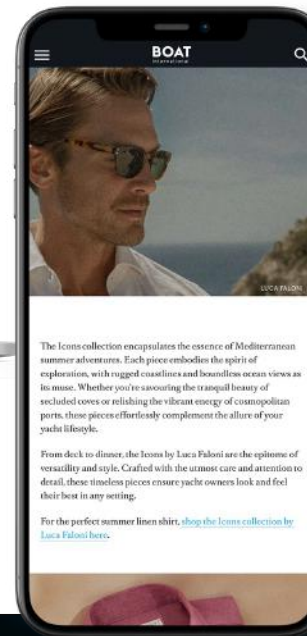 BOAT
International
LUCA FALONI
The Icons collection encapsulates the essence of Mediterranean
summer adventures. Each piece embodies the spirit of
exploration, with rugged coastlines and boundless ocean views as
its muse. Whether you're savouring the tranquil beauty of
secluded coves or relishing the vibrant energy of cosmopolitan
ports, these pieces effortlessly complement the allure of your
yacht lifestyle.
From deck to dinner, the Icons by Luca Faloni are the epitome of
versatility and style. Crafted with the utmost care and attention to
detail, these timeless pieces ensure yacht owners look and feel
their best in any setting.
For the perfect summer linen shirt, shop the Icons collection by
Luca Faloni here.